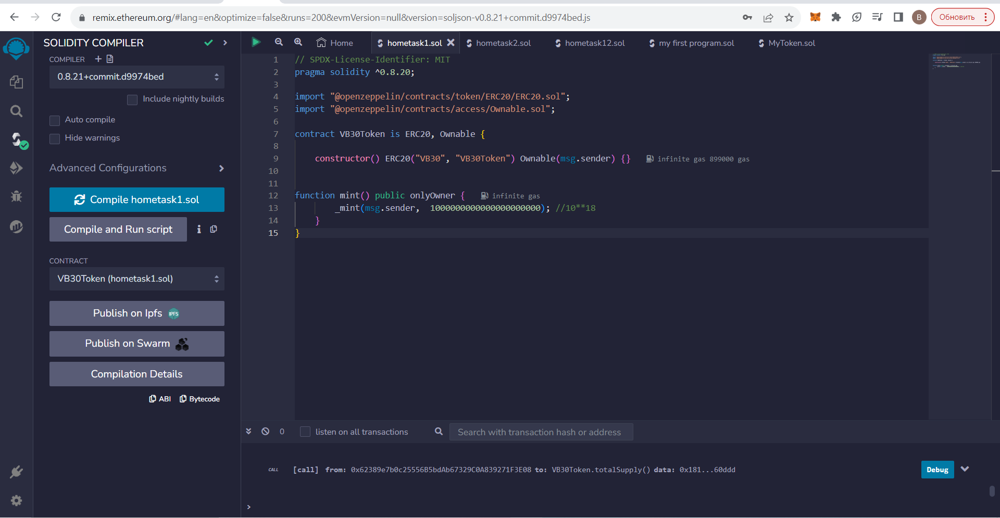 remix.ethereum.org/#lang=en&optimize=false&runs=200&evmVersion=null&version=soljson-v0.8.21+commit.d9974bed.js
B
Обновить
SOLIDITY COMPILER
COMPILER
0.8.21+commit.d9974bed
Include nightly builds
Auto compile
Hide warnings
Advanced Configurations
Compile hometask1.sol
Compile and Run script
CONTRACT
VB30Token (hometask1.sol)
Publish on Ipfs IPFS
Publish on Swarm
Compilation Details
ABI Bytecode
Home hometask1.sol hometask2.sol hometask12.sol my first program.sol MyToken.sol
1 // SPDX-License-Identifier: MIT
2 pragma solidity ^0.8.20;
3
4 import "@openzeppelin/contracts/token/ERC20/ERC20.sol";
5 import "@openzeppelin/contracts/access/Ownable.sol";
6
7 contract VB30Token is ERC20, Ownable {
8
9 constructor() ERC20("VB30", "VB30Token") Ownable(msg.sender) {} infinite gas 899000 gas
10
11
12 function mint() public onlyOwner { infinite gas
13 _mint(msg.sender, 1000000000000000000000); //10**18
14 }
15 }
0 listen on all transactions Search with transaction hash or address
CALL [call] from: 0x62389e7b0c25556B5bdAb67329C0A839271F3E08 to: VB30Token.totalSupply() data: 0x181...60ddd Debug
>